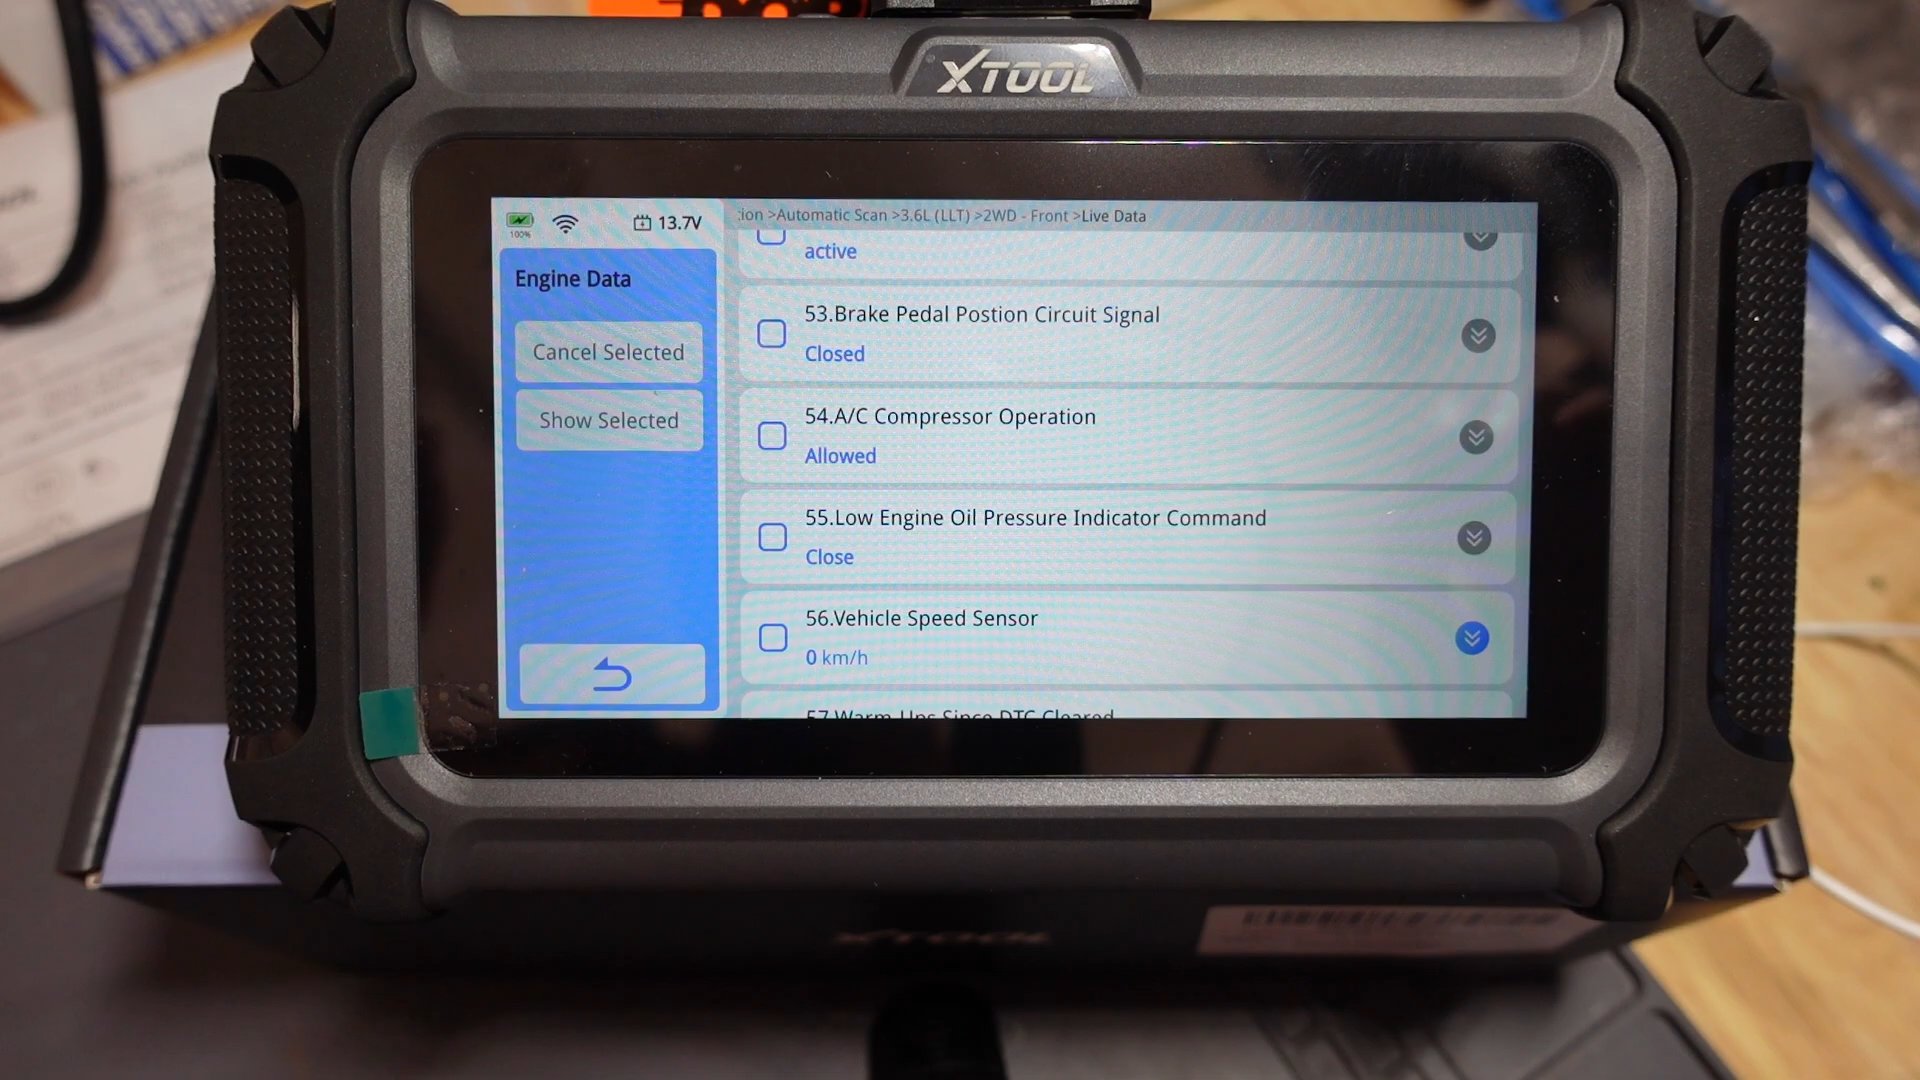 XTOOL
100%
13.7V
:ion >Automatic Scan >3.6L (LLT) >2WD - Front >Live Data
Engine Data
Cancel Selected
Show Selected
active
53.Brake Pedal Postion Circuit Signal
Closed
54.A/C Compressor Operation
Allowed
55.Low Engine Oil Pressure Indicator Command
Close
56.Vehicle Speed Sensor
0 km/h
57.Warm-Ups Since DTC Cleared
XTOOL